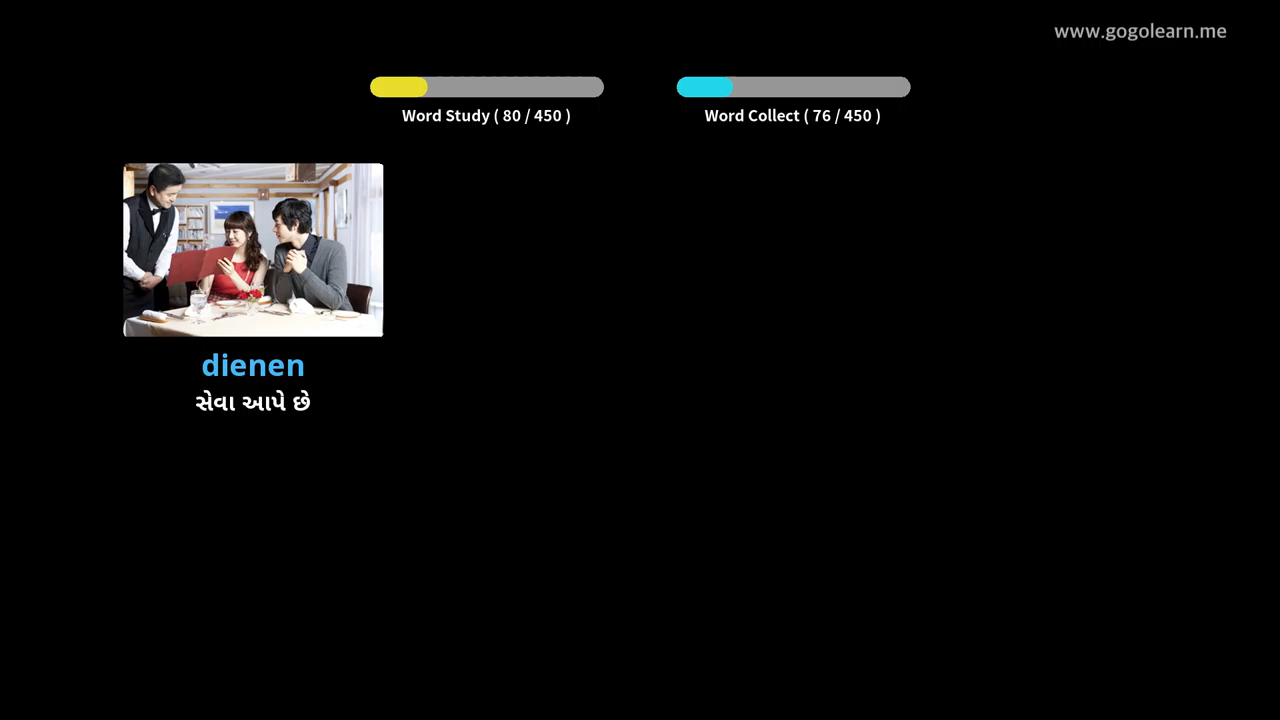 www.gogolearn.me
Word Study ( 80 / 450 )
Word Collect ( 76 / 450 )
dienen
સેવા આપે છે